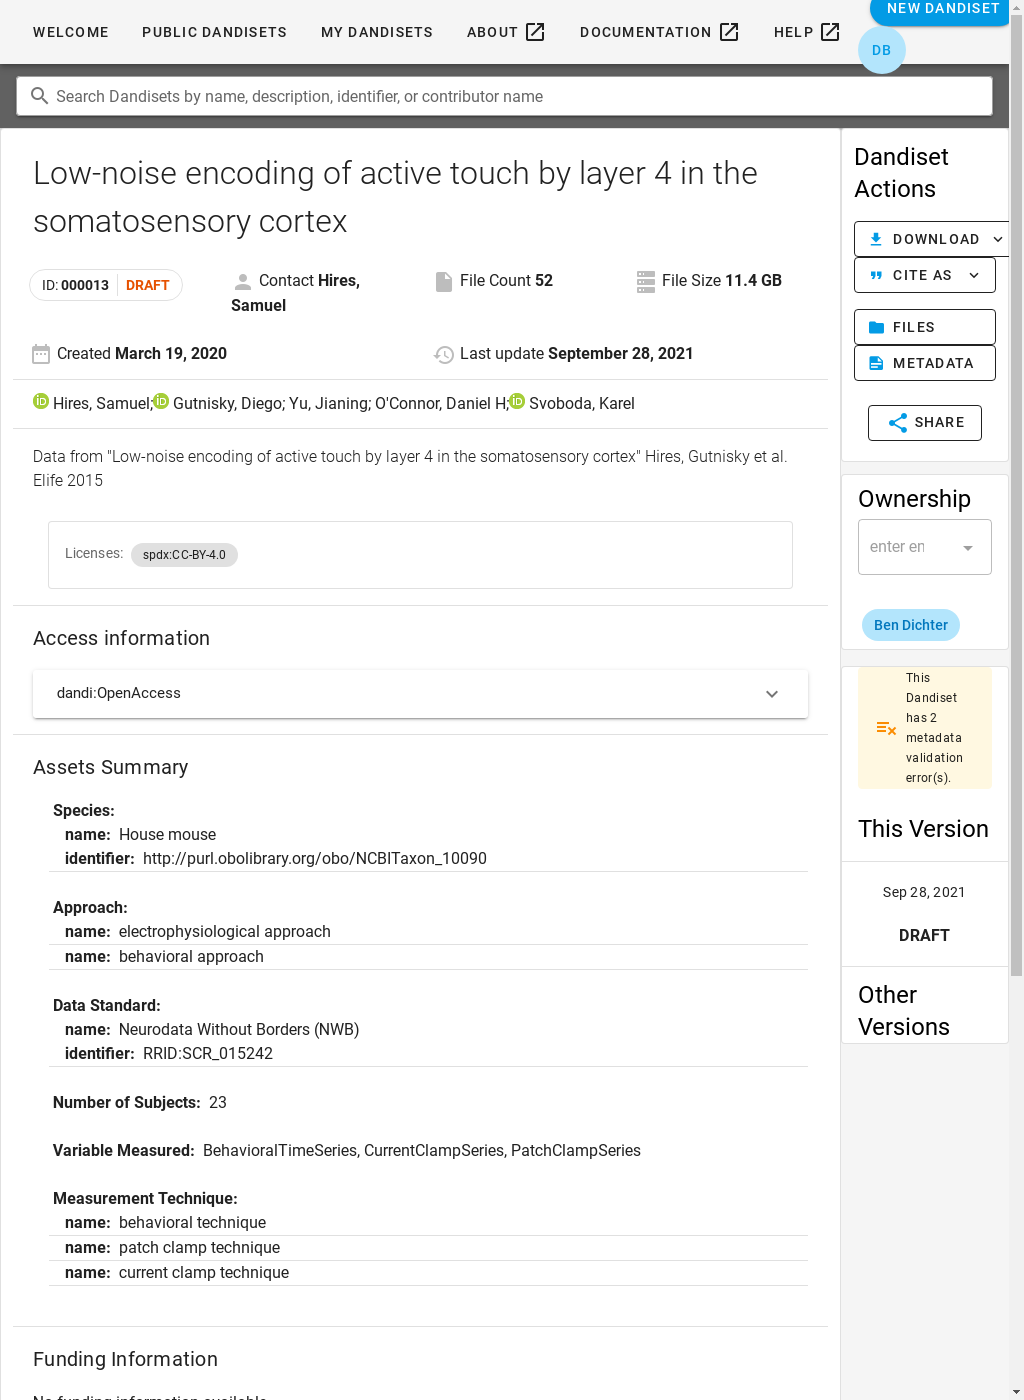 WELCOME PUBLIC DANDISETS MY DANDISETS ABOUT DOCUMENTATION HELP NEW DANDISET
DB
Search Dandisets by name, description, identifier, or contributor name
Low-noise encoding of active touch by layer 4 in the
somatosensory cortex
ID: 000013 DRAFT
Contact Hires,
Samuel
File Count 52
File Size 11.4 GB
Created March 19, 2020
Last update September 28, 2021
Hires, Samuel; Gutnisky, Diego; Yu, Jianing; O'Connor, Daniel H; Svoboda, Karel
Data from "Low-noise encoding of active touch by layer 4 in the somatosensory cortex" Hires, Gutnisky et al.
Elife 2015
Licenses: spdx:CC-BY-4.0
Access information
dandi:OpenAccess
Assets Summary
Species:
name: House mouse
identifier: http://purl.obolibrary.org/obo/NCBITaxon_10090
Approach:
name: electrophysiological approach
name: behavioral approach
Data Standard:
name: Neurodata Without Borders (NWB)
identifier: RRID:SCR_015242
Number of Subjects: 23
Variable Measured: BehavioralTimeSeries, CurrentClampSeries, PatchClampSeries
Measurement Technique:
name: behavioral technique
name: patch clamp technique
name: current clamp technique
Funding Information
No funding information available
Dandiset
Actions
DOWNLOAD
CITE AS
FILES
METADATA
SHARE
Ownership
enter en
Ben Dichter
This
Dandiset
has 2
metadata
validation
error(s).
This Version
Sep 28, 2021
DRAFT
Other
Versions